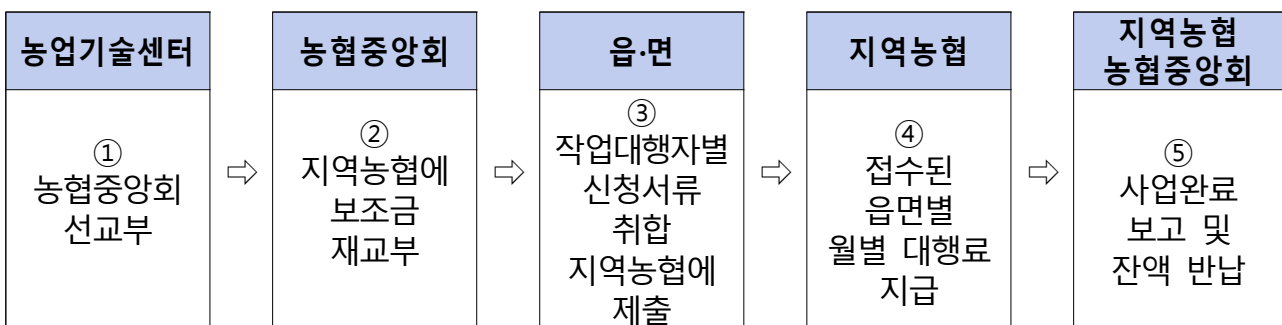 농업기술센터
①
농협중앙회
선교부
⇨
농협중앙회
②
지역농협에
보조금
재교부
⇨
읍·면
③
작업대행자별
신청서류
취합
지역농협에
제출
⇨
지역농협
④
접수된
읍면별
월별 대행료
지급
⇨
지역농협
농협중앙회
⑤
사업완료
보고 및
잔액 반납